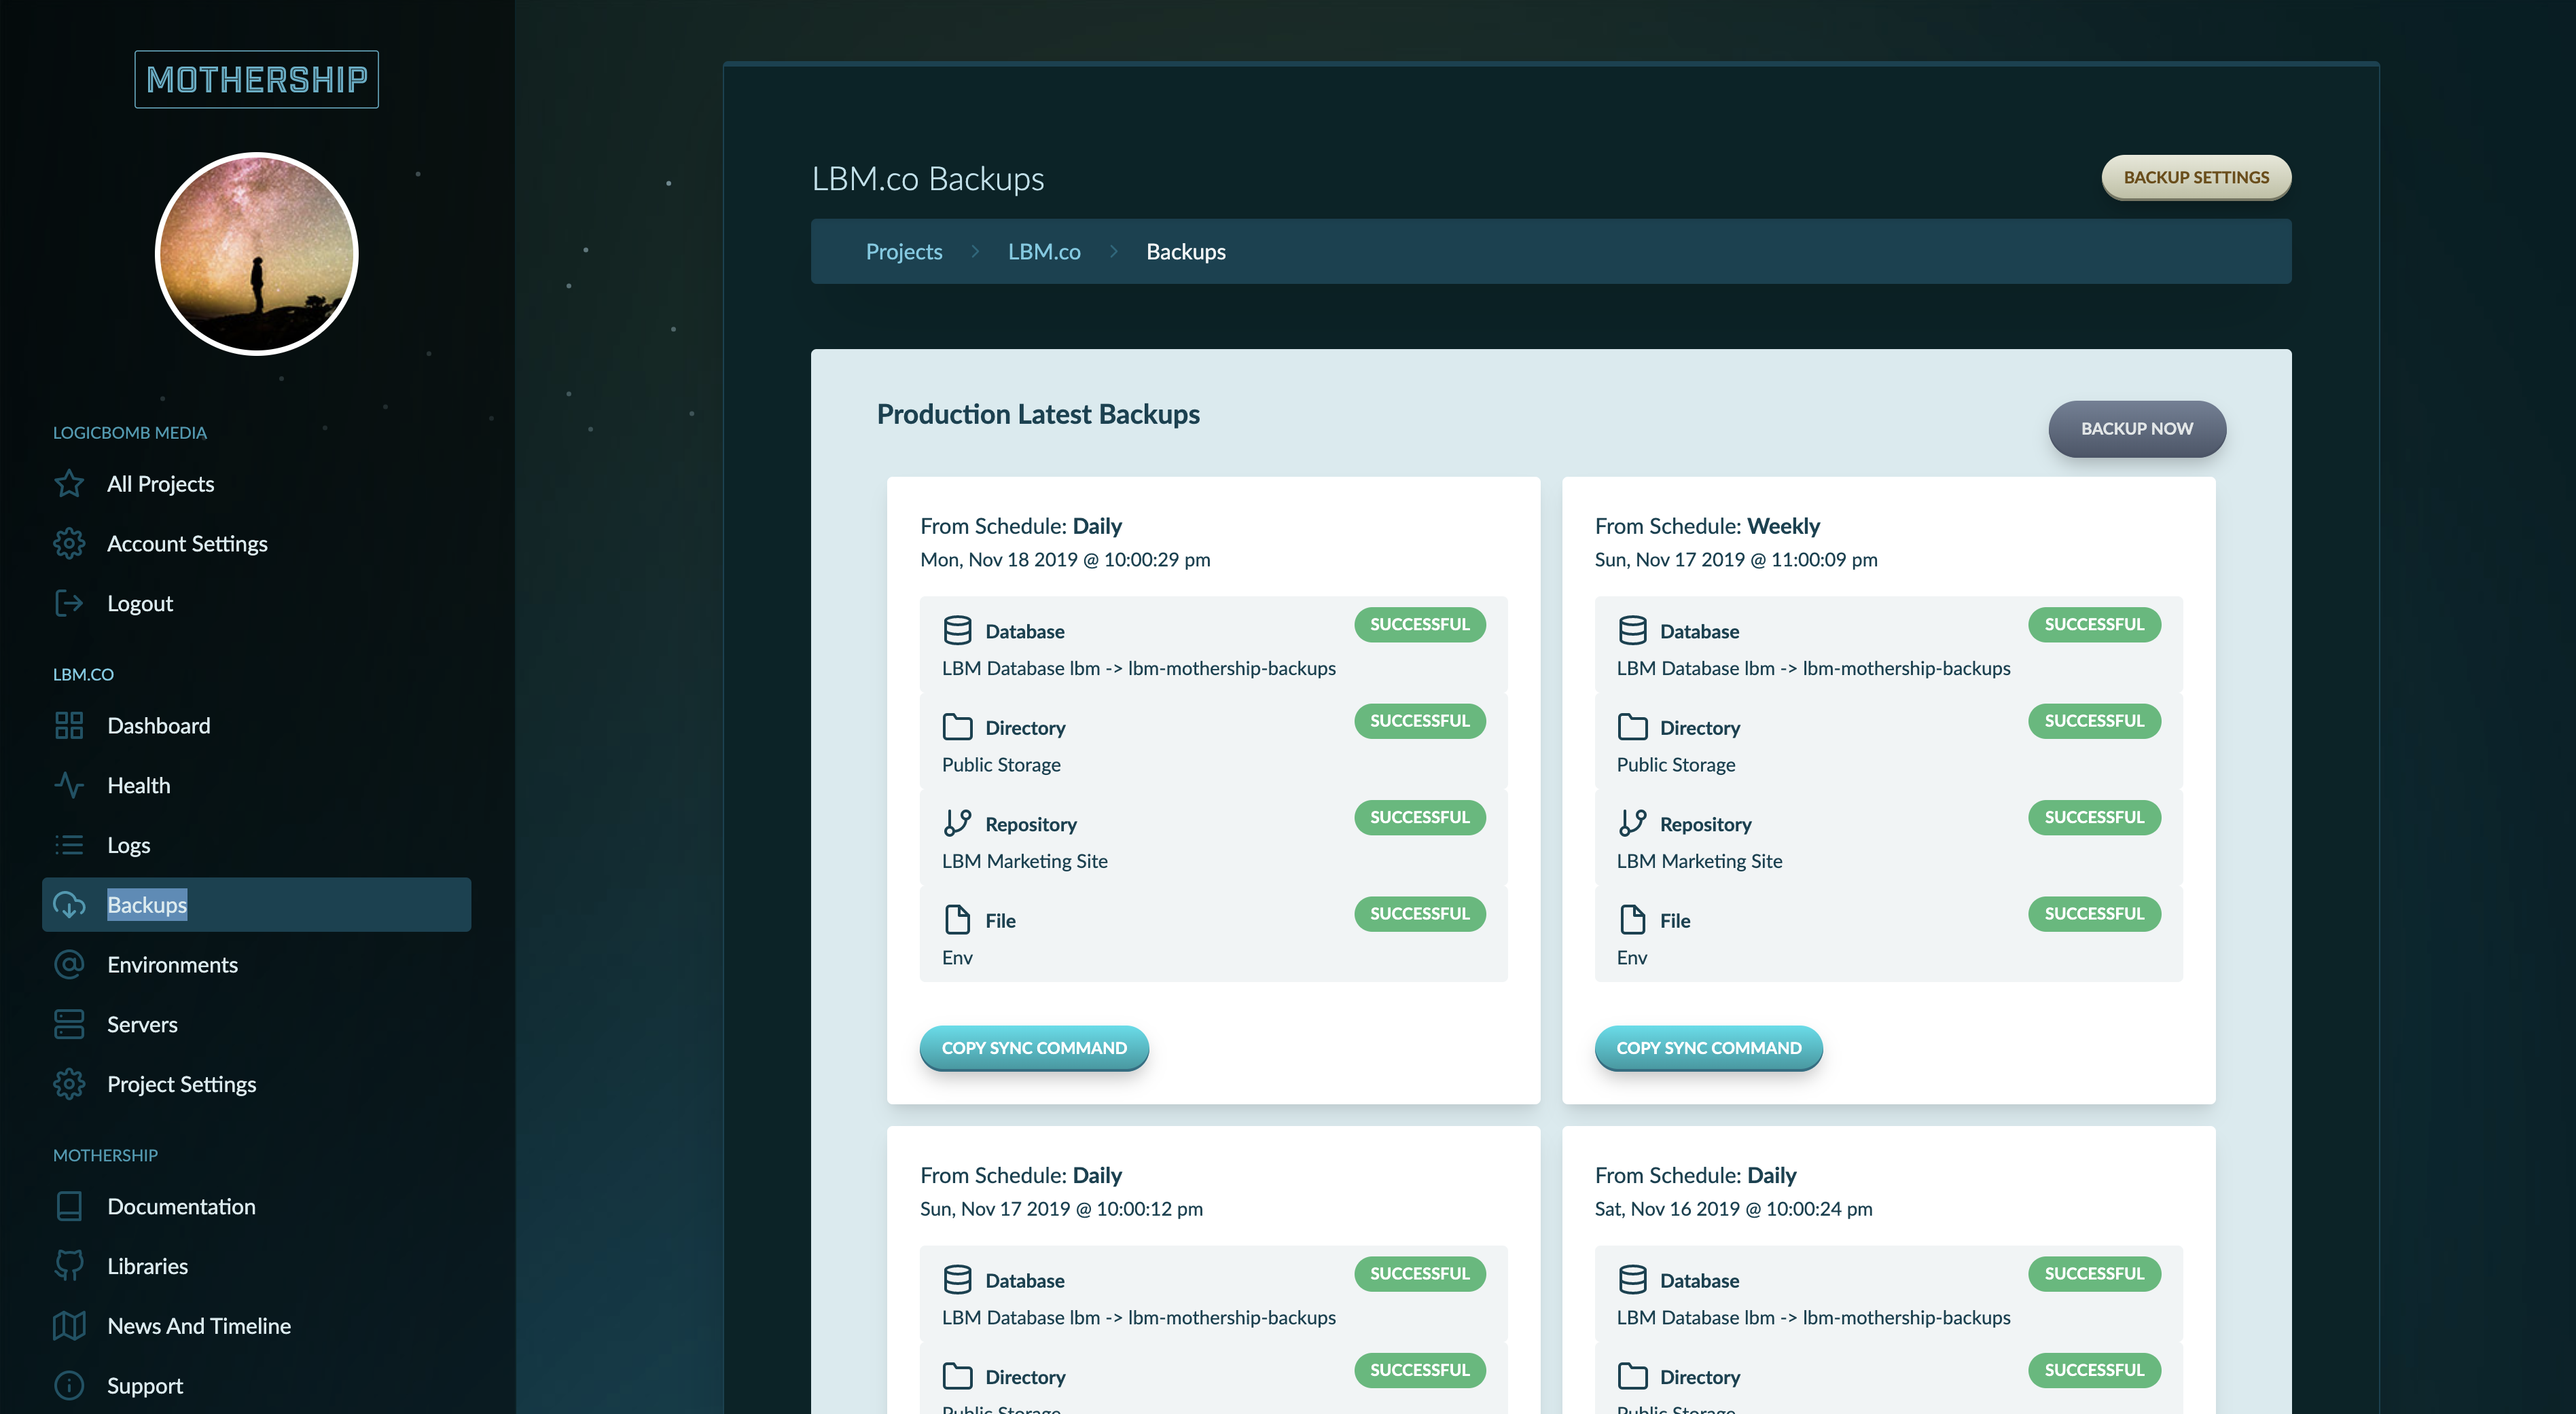 MOTHERSHIP
LOGICBOMB MEDIA
All Projects
Account Settings
Logout
LBM.CO
Dashboard
Health
Logs
Backups
Environments
Servers
Project Settings
MOTHERSHIP
Documentation
Libraries
News And Timeline
Support
LBM.co Backups
BACKUP SETTINGS
Projects
LBM.co
Backups
Production Latest Backups
BACKUP NOW
From Schedule: Daily
Mon, Nov 18 2019 @ 10:00:29 pm
Database
SUCCESSFUL
LBM Database lbm -> lbm-mothership-backups
Directory
SUCCESSFUL
Public Storage
Repository
SUCCESSFUL
LBM Marketing Site
File
SUCCESSFUL
Env
COPY SYNC COMMAND
From Schedule: Weekly
Sun, Nov 17 2019 @ 11:00:09 pm
Database
SUCCESSFUL
LBM Database lbm -> lbm-mothership-backups
Directory
SUCCESSFUL
Public Storage
Repository
SUCCESSFUL
LBM Marketing Site
File
SUCCESSFUL
Env
COPY SYNC COMMAND
From Schedule: Daily
Sun, Nov 17 2019 @ 10:00:12 pm
Database
SUCCESSFUL
LBM Database lbm -> lbm-mothership-backups
Directory
SUCCESSFUL
Public Storage
From Schedule: Daily
Sat, Nov 16 2019 @ 10:00:24 pm
Database
SUCCESSFUL
LBM Database lbm -> lbm-mothership-backups
Directory
SUCCESSFUL
Public Storage